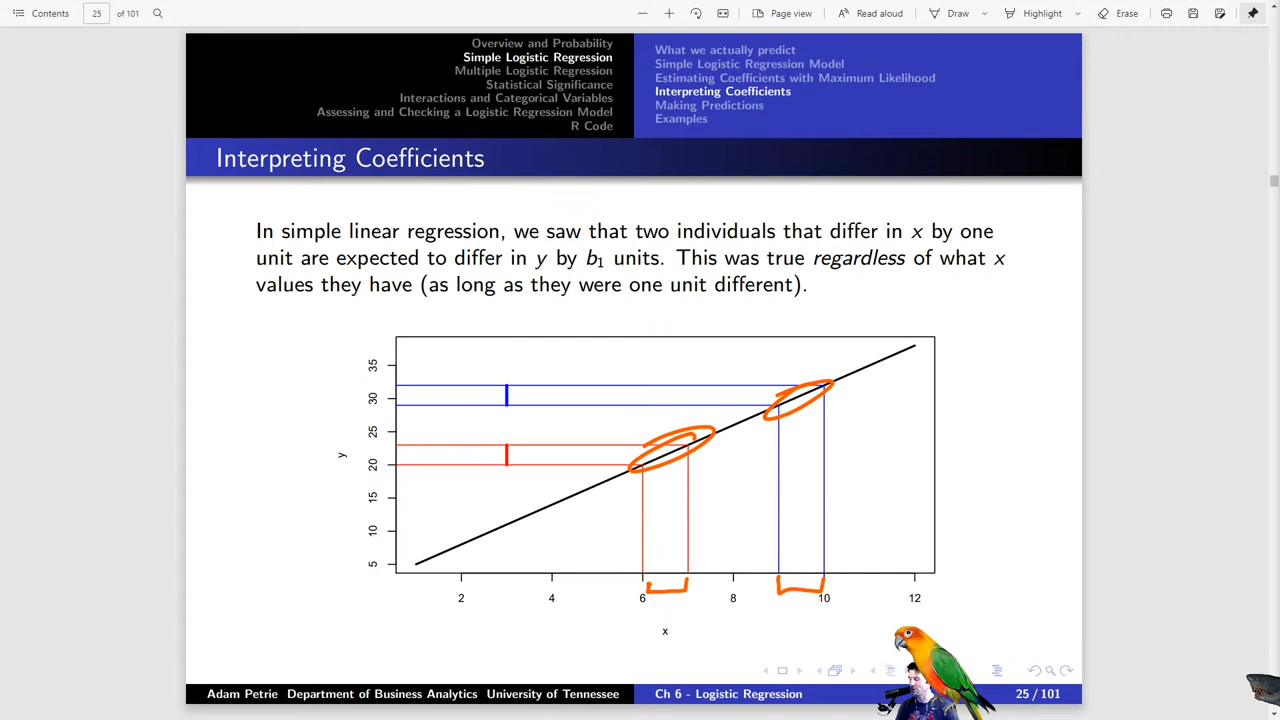 Contents
25
of 101
Page view
Read aloud
Draw
Highlight
Erase
Overview and Probability
Simple Logistic Regression
Multiple Logistic Regression
Statistical Significance
Interactions and Categorical Variables
Assessing and Checking a Logistic Regression Model
R Code
What we actually predict
Simple Logistic Regression Model
Estimating Coefficients with Maximum Likelihood
Interpreting Coefficients
Making Predictions
Examples
Interpreting Coefficients
In simple linear regression, we saw that two individuals that differ in x by one
unit are expected to differ in y by b₁ units. This was true regardless of what x
values they have (as long as they were one unit different).
35
30
25
20
15
10
5
y
2 4 6 8 10 12
x
Adam Petrie Department of Business Analytics University of Tennessee
Ch 6 - Logistic Regression
25 / 101